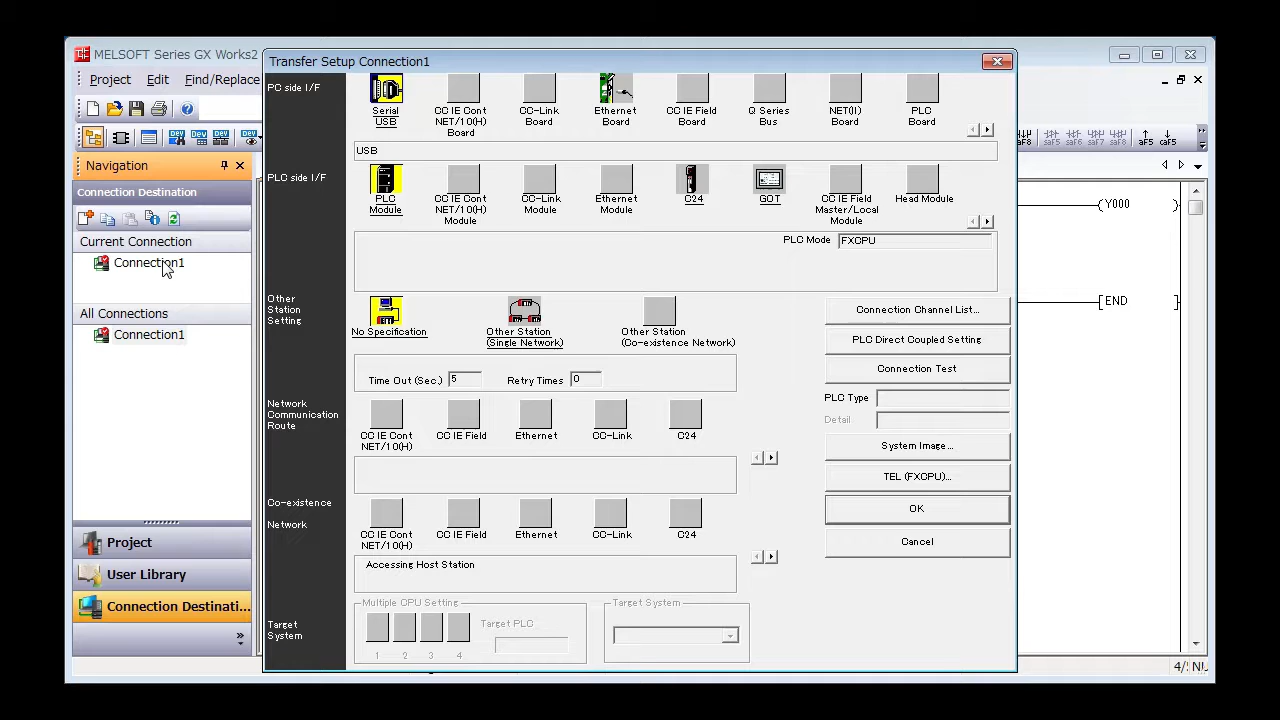 MELSOFT Series GX Works2
Project Edit Find/Replace
Navigation
Connection Destination
Current Connection
Connection1
All Connections
Connection1
Project
User Library
Connection Destinati...
Transfer Setup Connection1
PC side I/F
Serial
USB
CC IE Cont
NET/10(H)
Board
CC-Link
Board
Ethernet
Board
CC IE Field
Board
Q Series
Bus
NET(II)
Board
PLC
Board
USB
PLC side I/F
PLC
Module
CC IE Cont
NET/10(H)
Module
CC-Link
Module
Ethernet
Module
C24
GOT
CC IE Field
Master/Local
Module
Head Module
PLC Mode FXCPU
Other
Station
Setting
No Specification
Other Station
(Single Network)
Other Station
(Co-existence Network)
Time Out (Sec.) 5 Retry Times 0
Connection Channel List...
PLC Direct Coupled Setting
Connection Test
PLC Type
Detail
System Image...
TEL (FXCPU)...
OK
Cancel
Network
Communication
Route
CC IE Cont
NET/10(H)
CC IE Field
Ethernet
CC-Link
C24
Co-existence
Network
CC IE Cont
NET/10(H)
CC IE Field
Ethernet
CC-Link
C24
Accessing Host Station
Target
System
Multiple CPU Setting
1 2 3 4
Target PLC
Target System
aF8 saF5 saF6 saF7 saF8 aF5 caF5
(Y000 )
[END ]